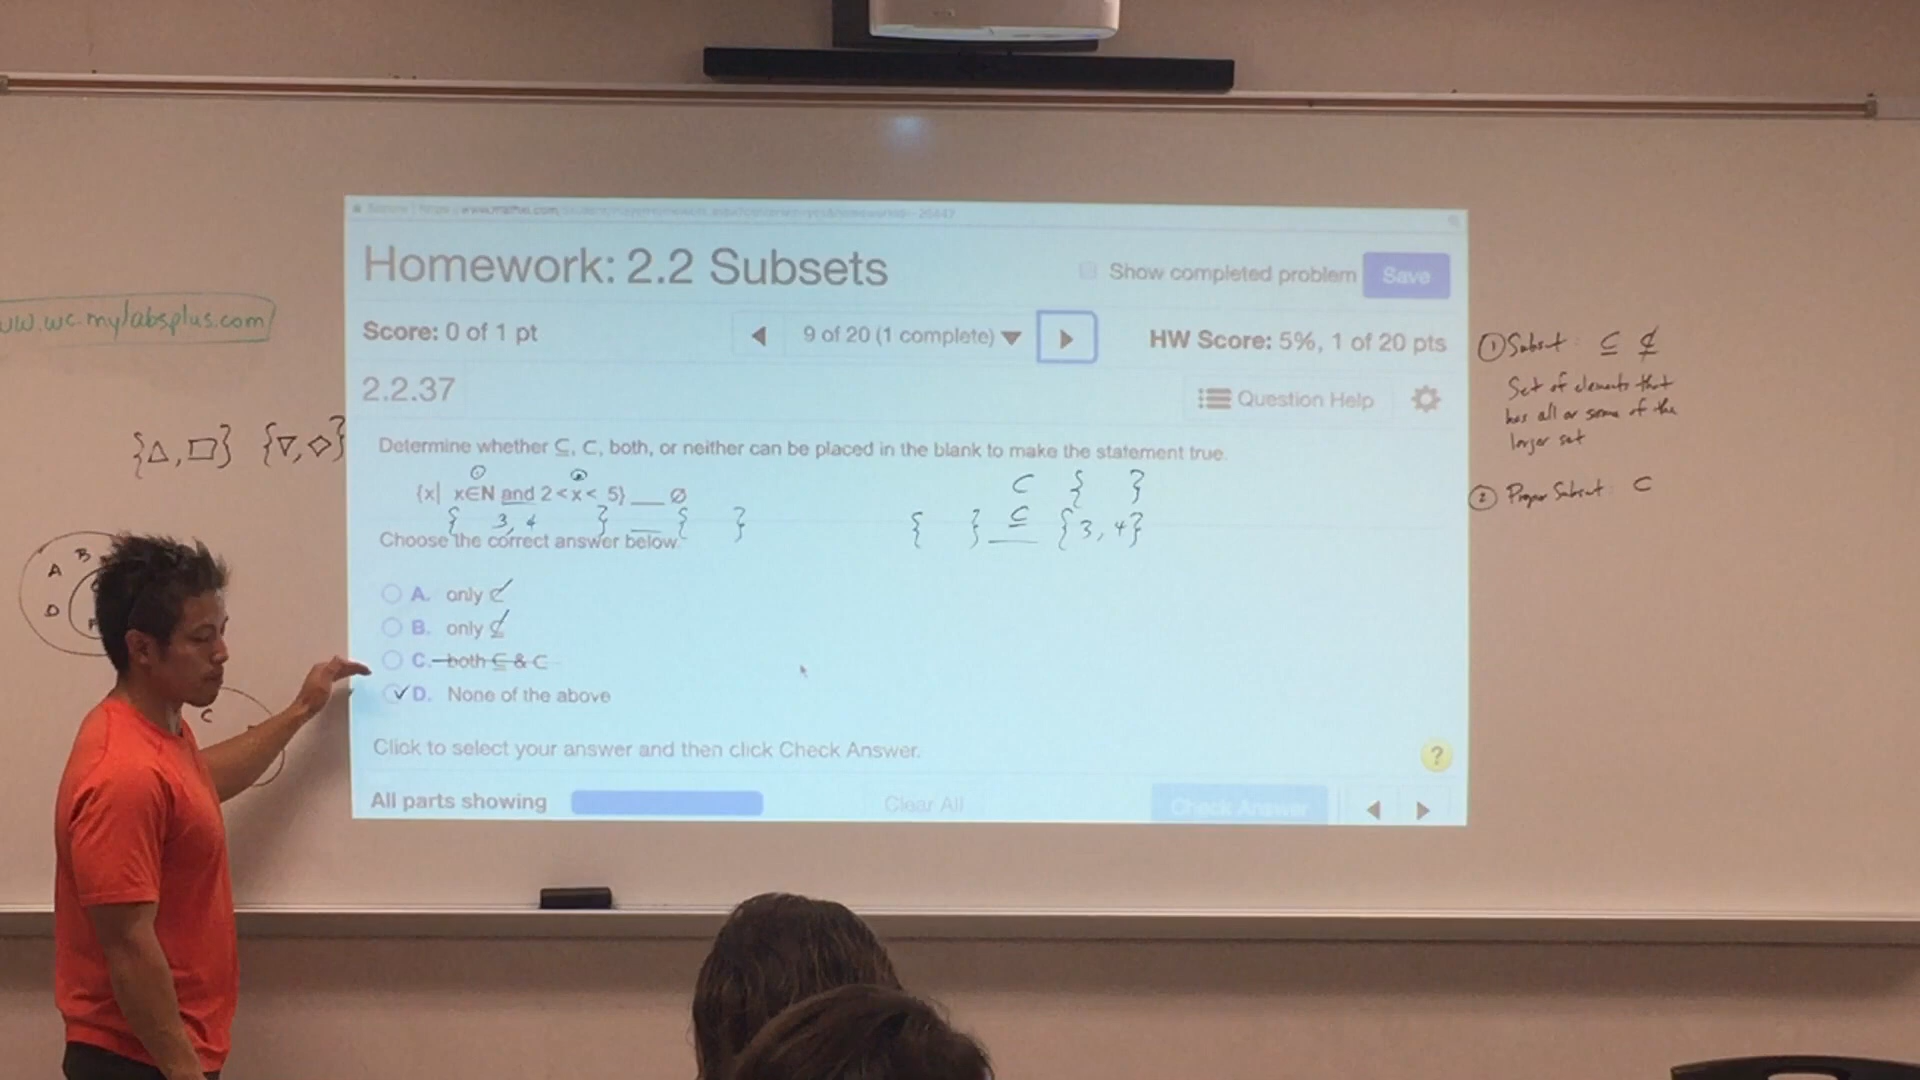 Homework: 2.2 Subsets
Show completed problem
Save
Score: 0 of 1 pt
9 of 20 (1 complete)
HW Score: 5%, 1 of 20 pts
2.2.37
Question Help
Determine whether ⊆, ⊂, both, or neither can be placed in the blank to make the statement true.
{x| x∈N and 2 < x < 5} ___ ∅
{ 3, 4 } __ { }
Choose the correct answer below.
A. only ⊂
B. only ⊆
C. both ⊆ & ⊂
✓ D. None of the above
Click to select your answer and then click Check Answer.
?
All parts showing
Clear All
Check Answer
⊂ { }
{ } ⊆ {3, 4}
wc.mylabsplus.com/
{△, □} {▽, ◇}
A B
D
C
① Subset: ⊆ ⊈
Set of elements that
has all or some of the
larger set
② Proper Subset: ⊂